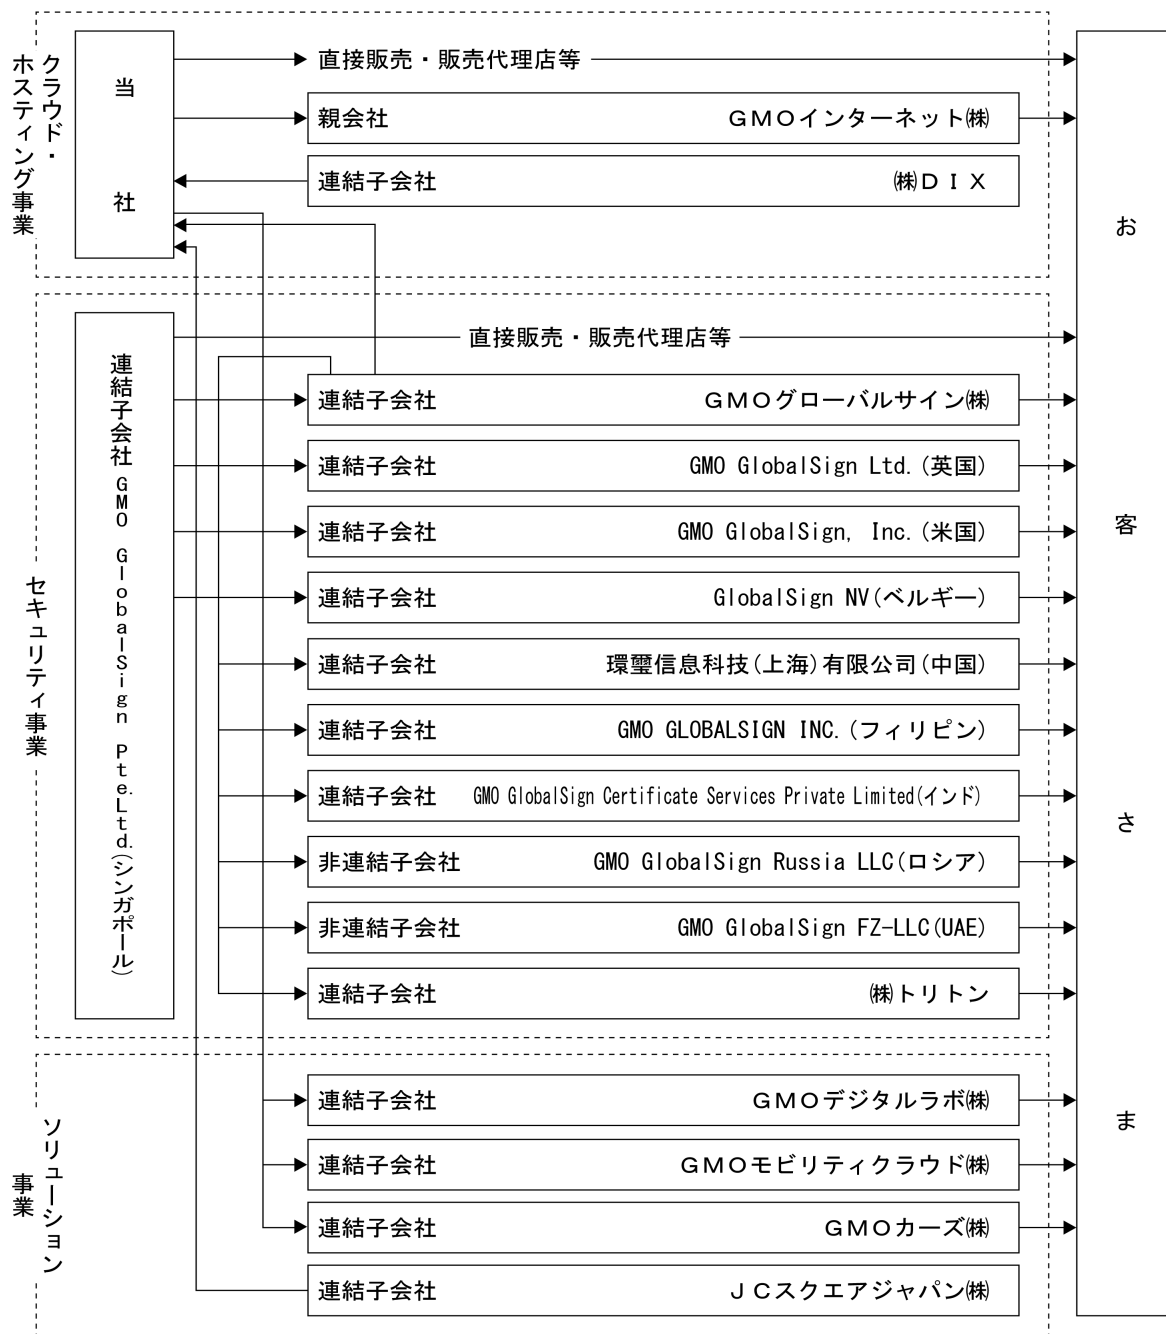 クラウド・
ホスティング事業
当社
直接販売・販売代理店等
親会社 ＧＭＯインターネット㈱
連結子会社 ㈱ＤＩＸ
セキュリティ事業
連結子会社 GMO GlobalSign Pte.Ltd.(シンガポール)
直接販売・販売代理店等
連結子会社 ＧＭＯグローバルサイン㈱
連結子会社 GMO GlobalSign Ltd.(英国)
連結子会社 GMO GlobalSign, Inc.(米国)
連結子会社 GlobalSign NV(ベルギー)
連結子会社 環璽信息科技(上海)有限公司(中国)
連結子会社 GMO GLOBALSIGN INC.(フィリピン)
連結子会社 GMO GlobalSign Certificate Services Private Limited(インド)
非連結子会社 GMO GlobalSign Russia LLC(ロシア)
非連結子会社 GMO GlobalSign FZ-LLC(UAE)
連結子会社 ㈱トリトン
ソリューション
事業
連結子会社 ＧＭＯデジタルラボ㈱
連結子会社 ＧＭＯモビリティクラウド㈱
連結子会社 ＧＭＯカーズ㈱
連結子会社 ＪＣスクエアジャパン㈱
お客さま